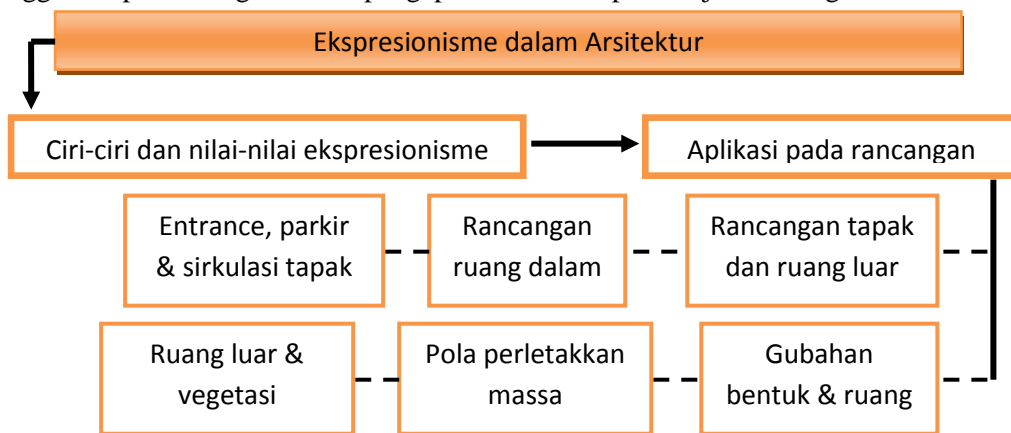 Ekspresionisme dalam Arsitektur
Ciri-ciri dan nilai-nilai ekspresionisme
Aplikasi pada rancangan
Entrance, parkir
& sirkulasi tapak
Rancangan
ruang dalam
Rancangan tapak
dan ruang luar
Ruang luar &
vegetasi
Pola perletakkan
massa
Gubahan
bentuk & ruang